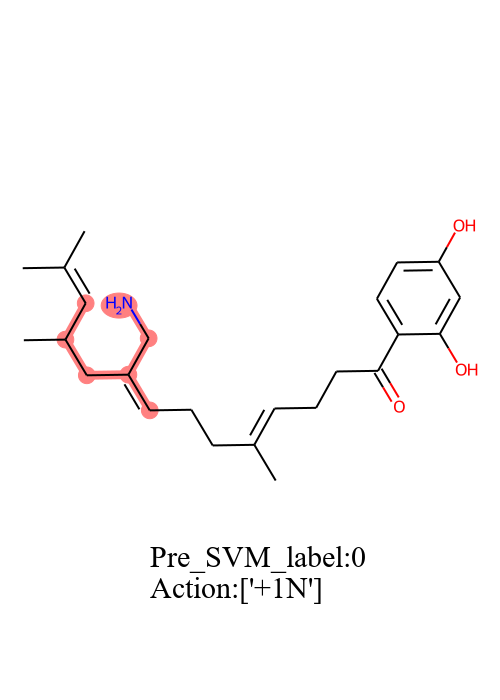 OH
H2N
OH
O
Pre_SVM_label:0
Action:['+1N']